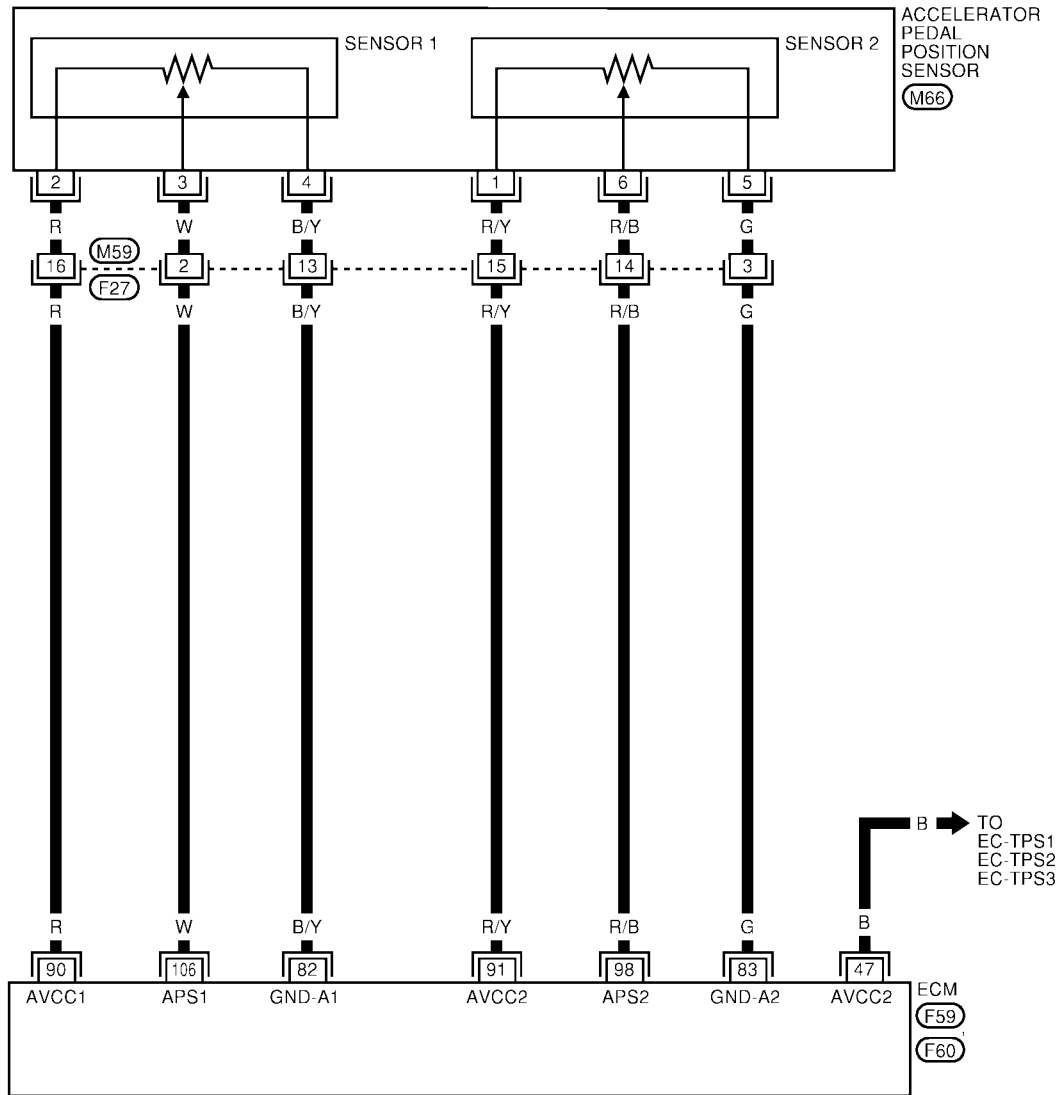 ACCELERATOR
PEDAL
POSITION
SENSOR
M66
SENSOR 1
SENSOR 2
2 3 4 1 6 5
R W B/Y R/Y R/B G
M59
16 2 13 15 14 3
F27
R W B/Y R/Y R/B G
B
TO
EC-TPS1
EC-TPS2
EC-TPS3
R W B/Y R/Y R/B G B
90 106 82 91 98 83 47
AVCC1 APS1 GND-A1 AVCC2 APS2 GND-A2 AVCC2
ECM
F59 ,
F60